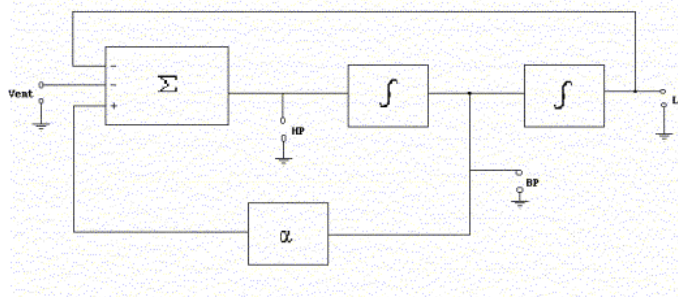 −
Vent
−
+
Σ
∫
∫
L
HP
BP
α